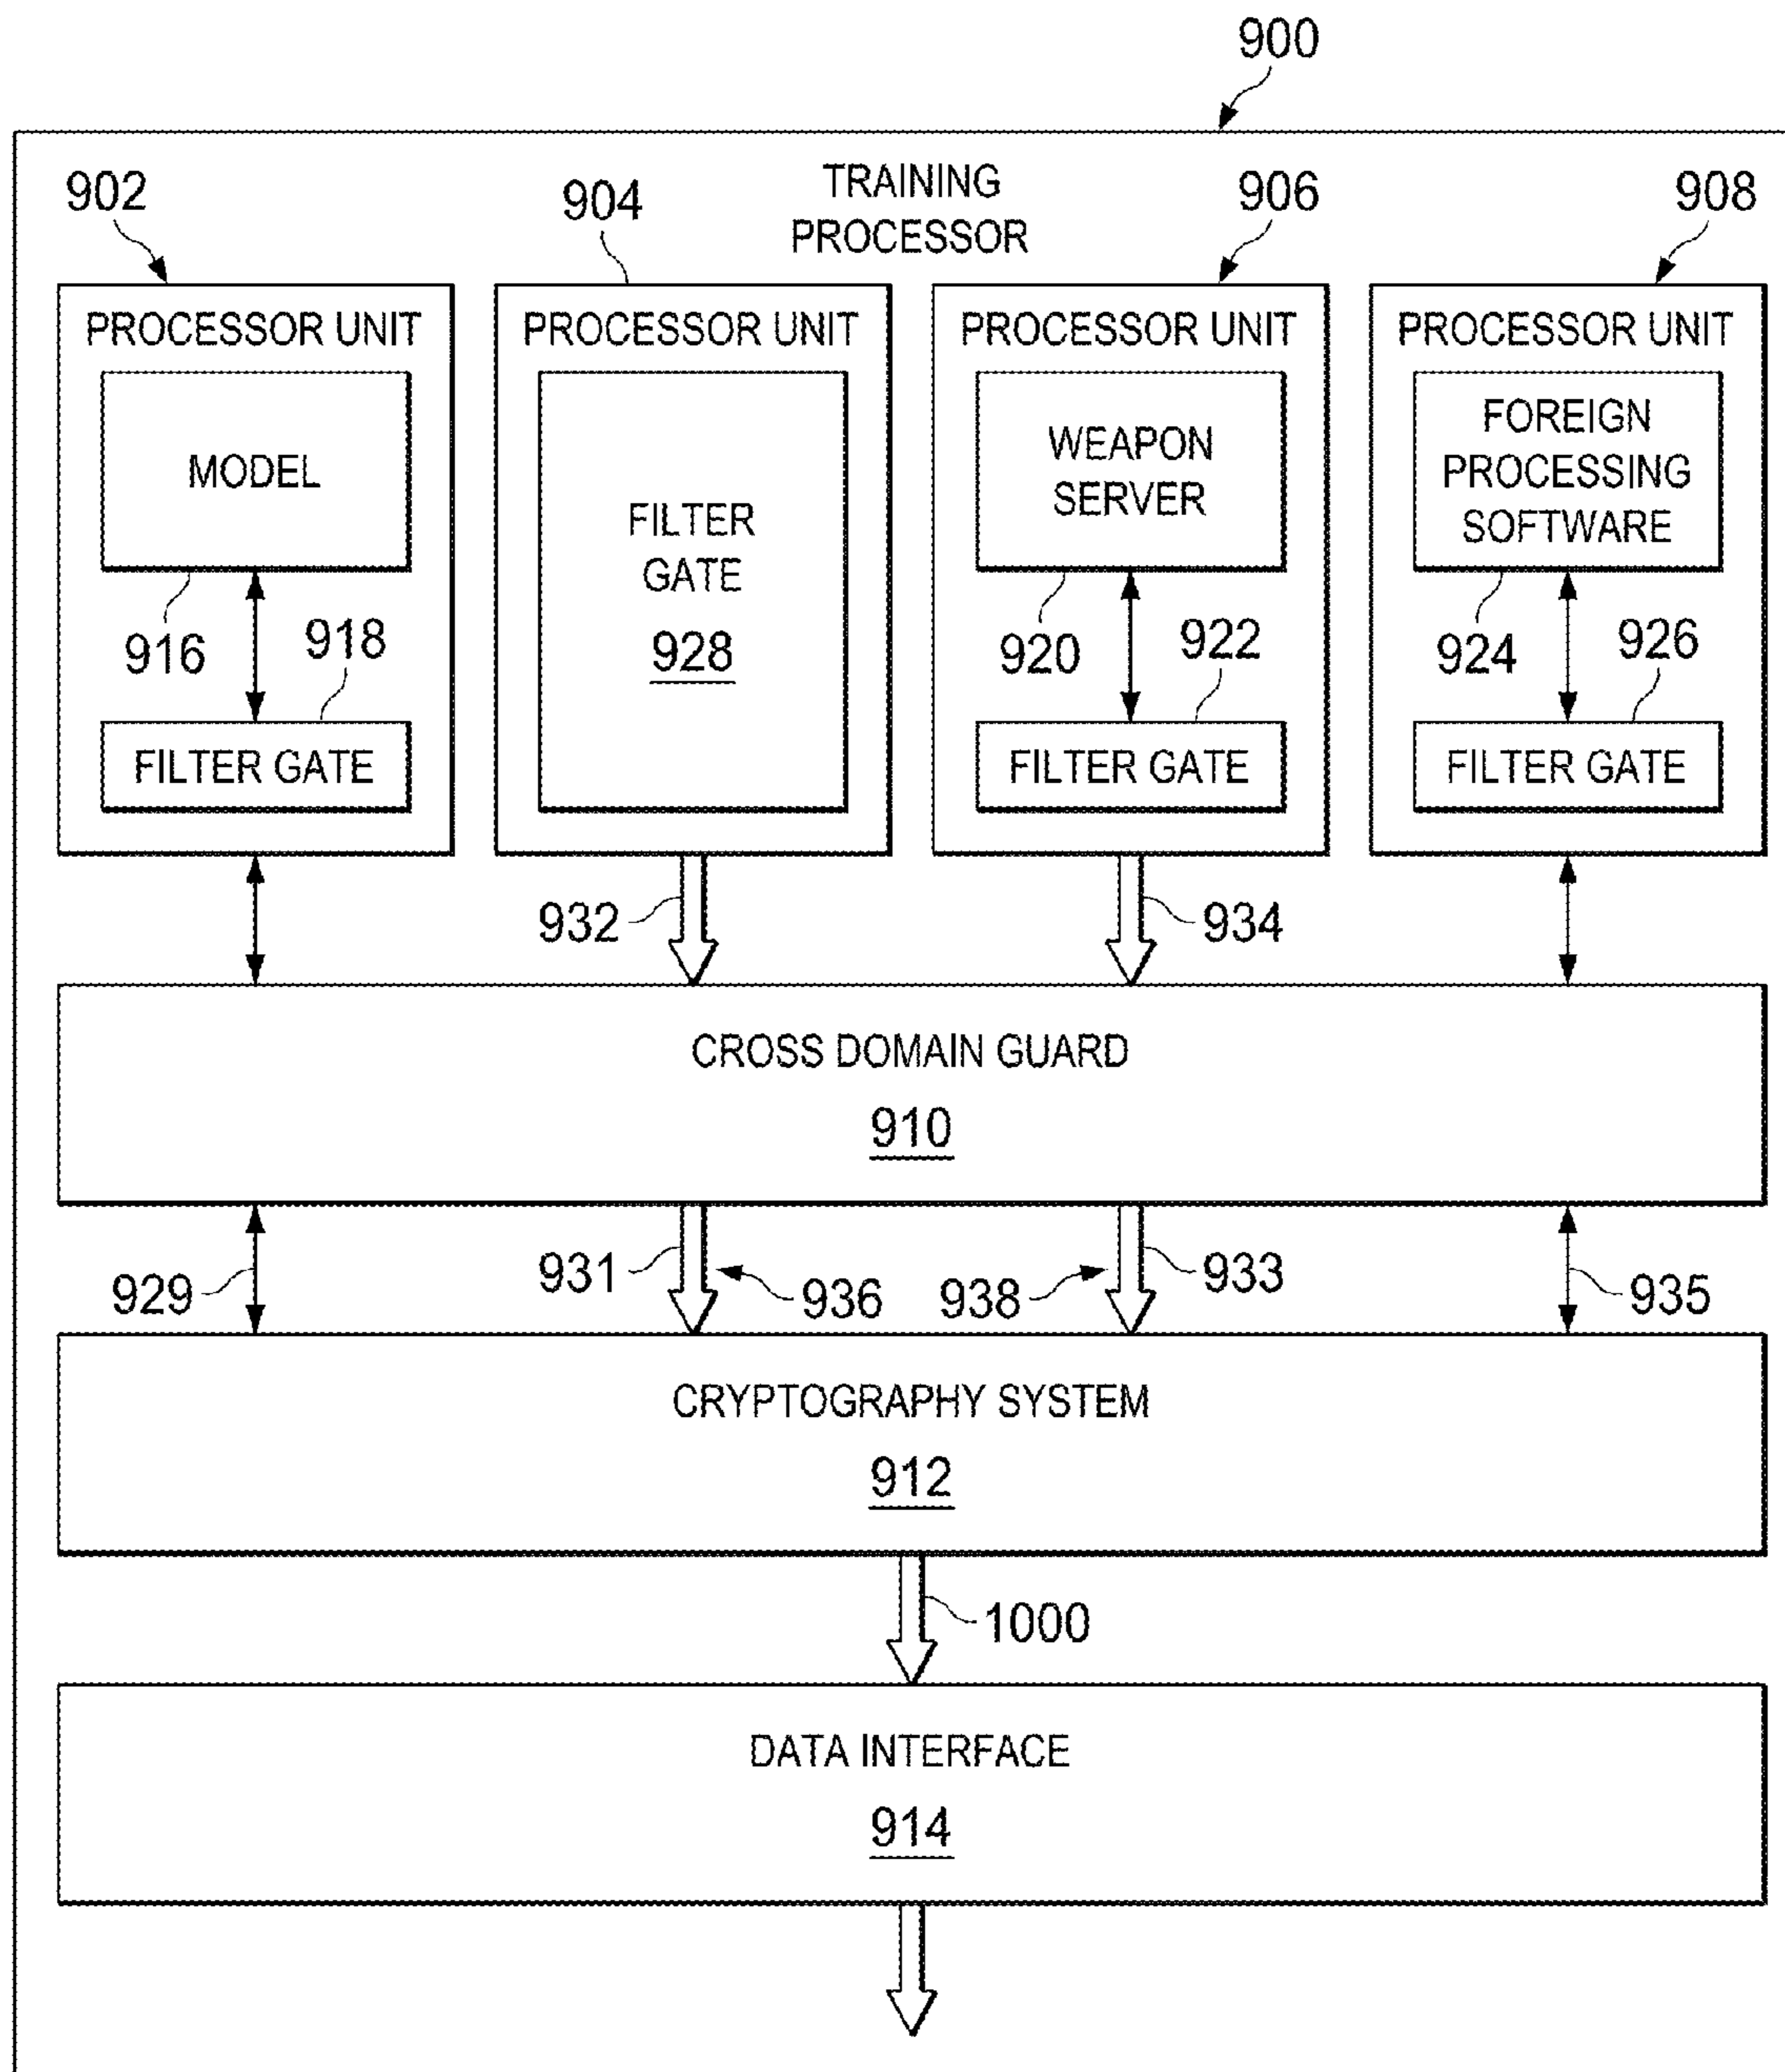 900
TRAINING
PROCESSOR
902
904
906
908
PROCESSOR UNIT
MODEL
916
918
FILTER GATE
PROCESSOR UNIT
FILTER
GATE
928
PROCESSOR UNIT
WEAPON
SERVER
920
922
FILTER GATE
PROCESSOR UNIT
FOREIGN
PROCESSING
SOFTWARE
924
926
FILTER GATE
932
934
CROSS DOMAIN GUARD
910
929
931
936
938
933
935
CRYPTOGRAPHY SYSTEM
912
1000
DATA INTERFACE
914